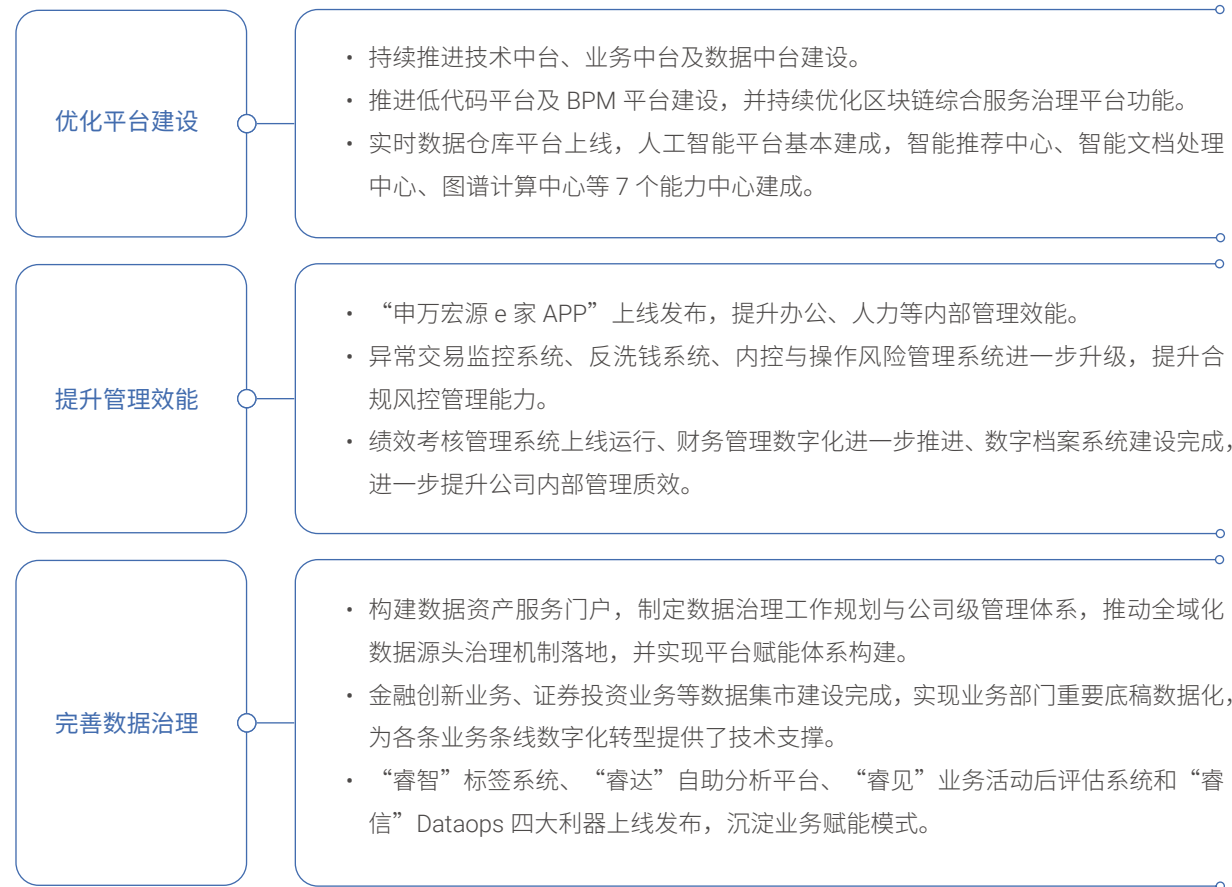 优化平台建设
· 持续推进技术中台、业务中台及数据中台建设。
· 推进低代码平台及 BPM 平台建设，并持续优化区块链综合服务治理平台功能。
· 实时数据仓库平台上线，人工智能平台基本建成，智能推荐中心、智能文档处理
中心、图谱计算中心等 7 个能力中心建成。
提升管理效能
· “申万宏源 e 家 APP”上线发布，提升办公、人力等内部管理效能。
· 异常交易监控系统、反洗钱系统、内控与操作风险管理系统进一步升级，提升合
规风控管理能力。
· 绩效考核管理系统上线运行、财务管理数字化进一步推进、数字档案系统建设完成，
进一步提升公司内部管理质效。
完善数据治理
· 构建数据资产服务门户，制定数据治理工作规划与公司级管理体系，推动全域化
数据源头治理机制落地，并实现平台赋能体系构建。
· 金融创新业务、证券投资业务等数据集市建设完成，实现业务部门重要底稿数据化，
为各条业务条线数字化转型提供了技术支撑。
· “睿智”标签系统、“睿达”自助分析平台、“睿见”业务活动后评估系统和“睿
信”Dataops 四大利器上线发布，沉淀业务赋能模式。